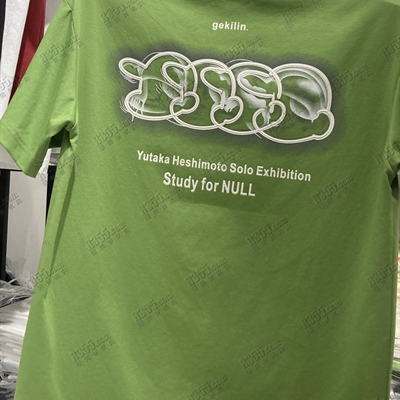 gekilin.
Yutaka Heshimoto Solo Exhibition
Study for NULL